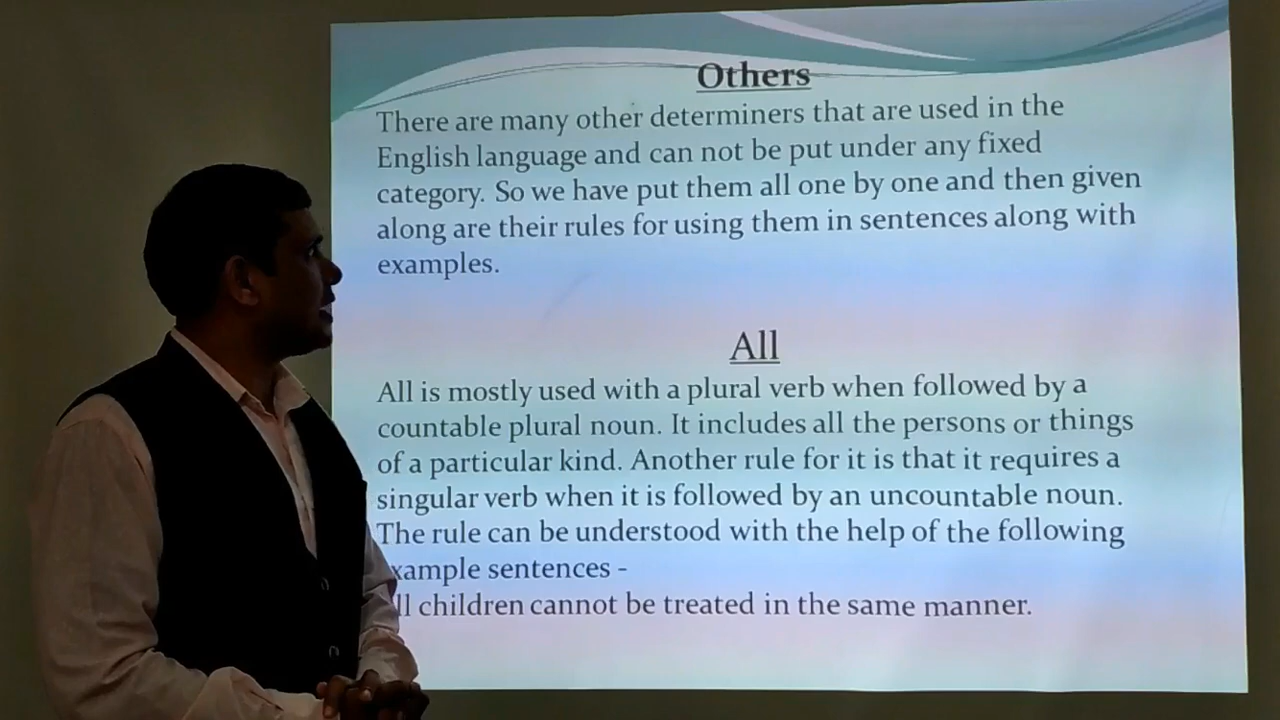 Others
There are many other determiners that are used in the
English language and can not be put under any fixed
category. So we have put them all one by one and then given
along are their rules for using them in sentences along with
examples.
All
All is mostly used with a plural verb when followed by a
countable plural noun. It includes all the persons or things
of a particular kind. Another rule for it is that it requires a
singular verb when it is followed by an uncountable noun.
The rule can be understood with the help of the following
xample sentences -
ll children cannot be treated in the same manner.